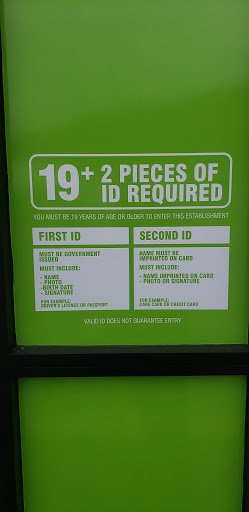 19+ 2 PIECES OF
ID REQUIRED
YOU MUST BE 19 YEARS OF AGE OR OLDER TO ENTER THIS ESTABLISHMENT
FIRST ID
MUST BE GOVERNMENT
ISSUED
MUST INCLUDE:
- NAME
- PHOTO
-BIRTH DATE
- SIGNATURE
FOR EXAMPLE:
DRIVER'S LICENCE OR PASSPORT
SECOND ID
NAME MUST BE
IMPRINTED ON CARD
MUST INCLUDE:
- NAME IMPRINTED ON CARD
- PHOTO OR SIGNATURE
FOR EXAMPLE:
CARE CARD OR CREDIT CARD
VALID ID DOES NOT GUARANTEE ENTRY